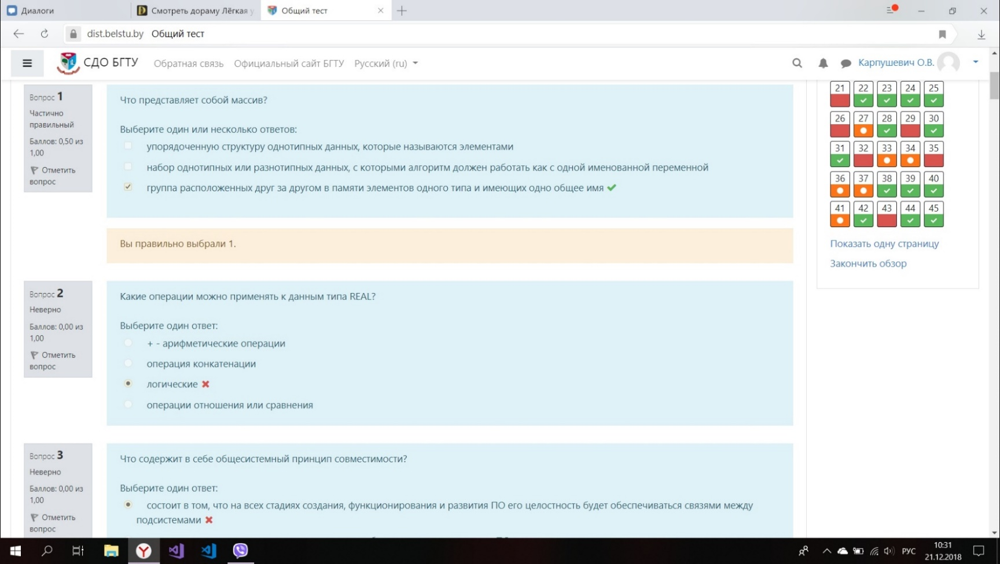 Диалоги
Смотреть дораму Лёгкая у
Общий тест
dist.belstu.by Общий тест
СДО БГТУ
Обратная связь
Официальный сайт БГТУ
Русский (ru)
Карпушевич О.В.
Вопрос 1
Частично
правильный
Баллов: 0,50 из
1,00
Отметить
вопрос
Что представляет собой массив?
Выберите один или несколько ответов:
упорядоченную структуру однотипных данных, которые называются элементами
набор однотипных или разнотипных данных, с которыми алгоритм должен работать как с одной именованной переменной
группа расположенных друг за другом в памяти элементов одного типа и имеющих одно общее имя
Вы правильно выбрали 1.
Вопрос 2
Неверно
Баллов: 0,00 из
1,00
Отметить
вопрос
Какие операции можно применять к данным типа REAL?
Выберите один ответ:
+ - арифметические операции
операция конкатенации
логические
операции отношения или сравнения
Вопрос 3
Неверно
Баллов: 0,00 из
1,00
Отметить
вопрос
Что содержит в себе общесистемный принцип совместимости?
Выберите один ответ:
состоит в том, что на всех стадиях создания, функционирования и развития ПО его целостность будет обеспечиваться связями между
подсистемами
21 22 23 24 25
26 27 28 29 30
31 32 33 34 35
36 37 38 39 40
41 42 43 44 45
Показать одну страницу
Закончить обзор
РУС
10:31
21.12.2018